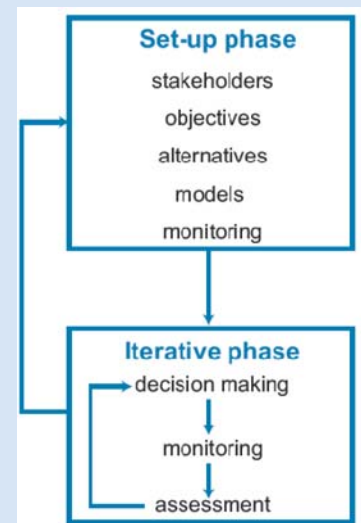 Set-up phase
stakeholders
objectives
alternatives
models
monitoring
Iterative phase
decision making
monitoring
assessment